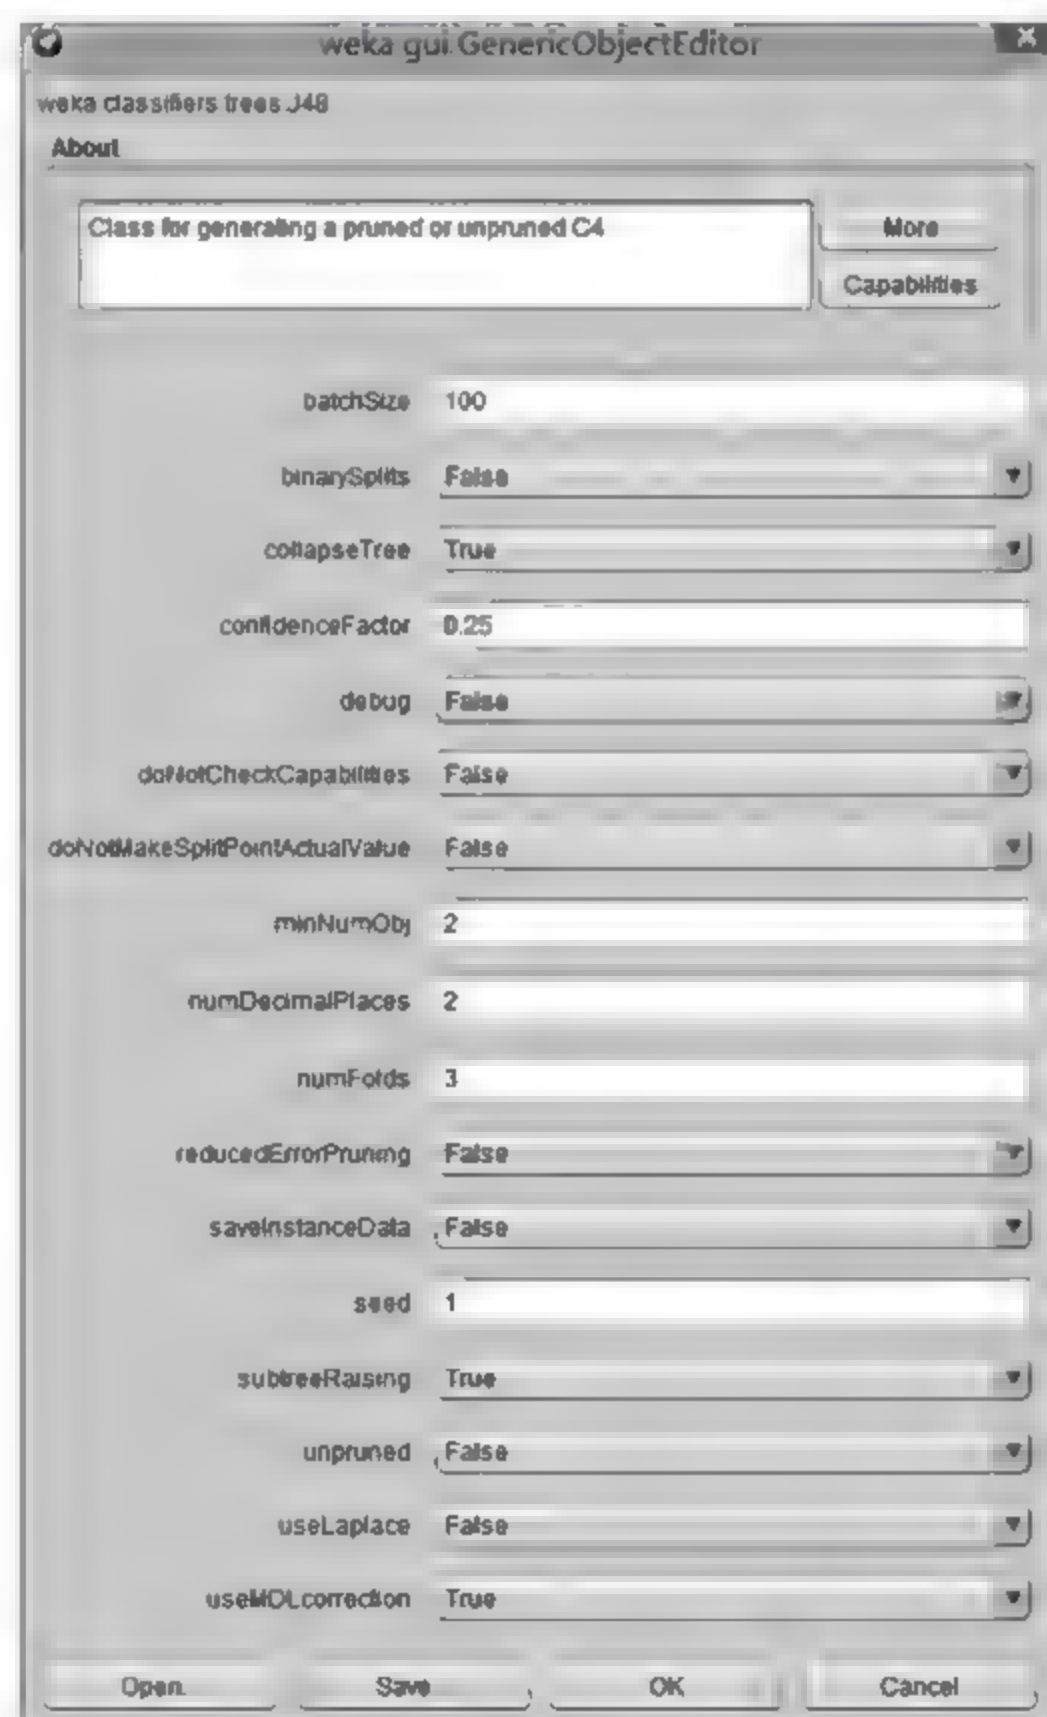 weka gui.GenericObjectEditor
weka classifiers trees J48
About
Class for generating a pruned or unpruned C4
More
Capabilities
batchSize 100
binarySplits False
collapseTree True
confidenceFactor 0.25
debug False
doNotCheckCapabilities False
doNotMakeSplitPointActualValue False
minNumObj 2
numDecimalPlaces 2
numFolds 3
reducedErrorPruning False
saveInstanceData False
seed 1
subtreeRaising True
unpruned False
useLaplace False
useMDLcorrection True
Open. Save OK Cancel